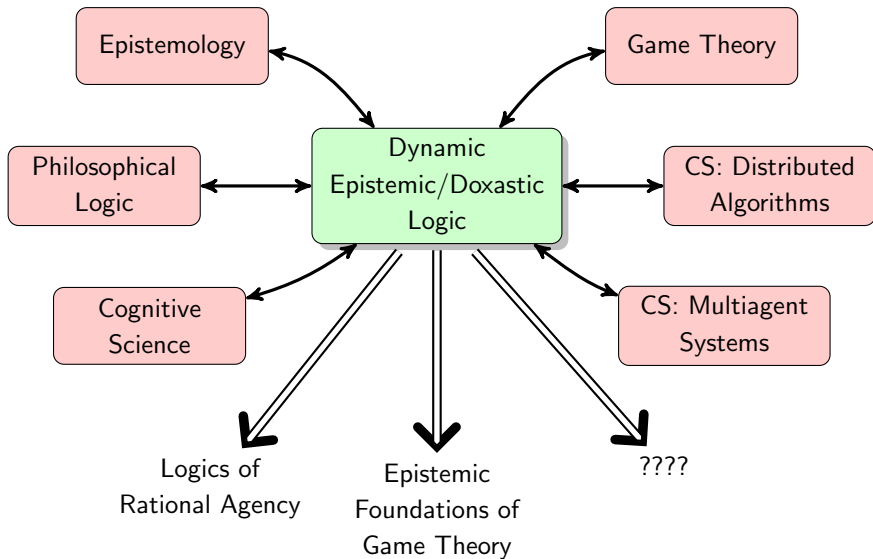 Epistemology
Game Theory
Dynamic
Epistemic/Doxastic
Logic
Philosophical
Logic
CS: Distributed
Algorithms
Cognitive
Science
CS: Multiagent
Systems
Logics of
Rational Agency
Epistemic
Foundations of
Game Theory
????